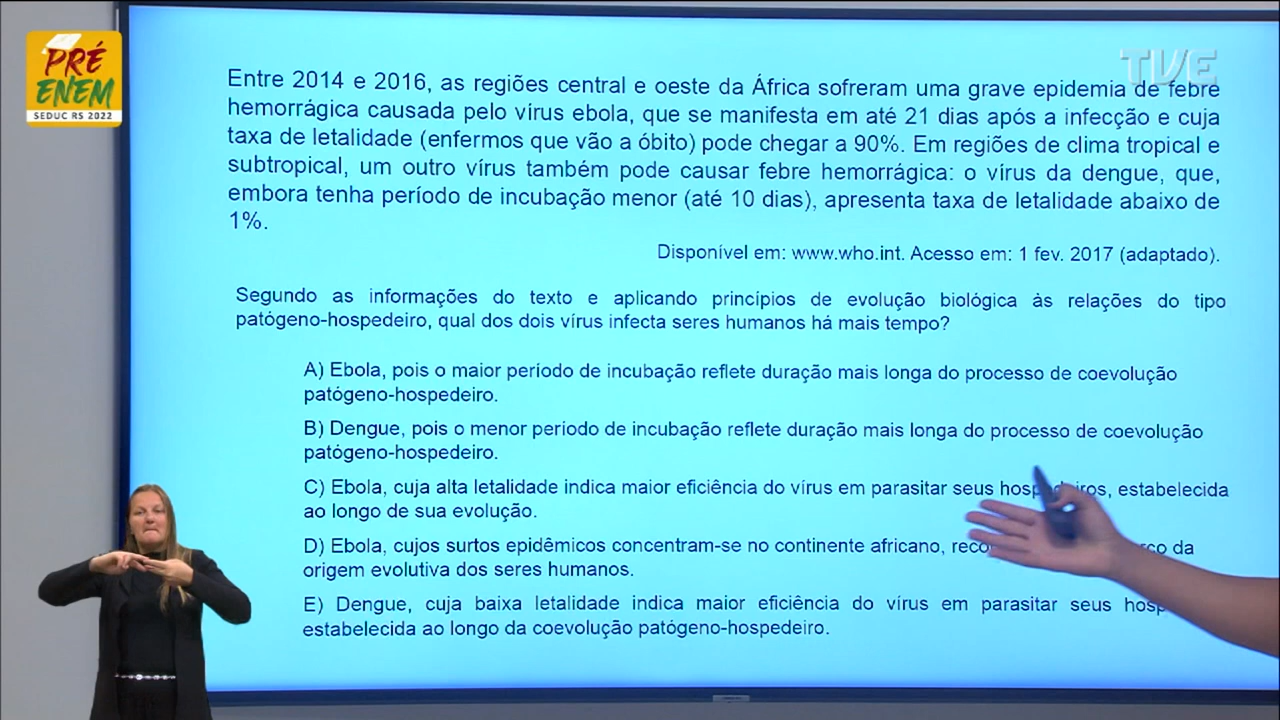 PRÉ
ENEM
SEDUC RS 2022
TVE
Entre 2014 e 2016, as regiões central e oeste da África sofreram uma grave epidemia de febre
hemorrágica causada pelo vírus ebola, que se manifesta em até 21 dias após a infecção e cuja
taxa de letalidade (enfermos que vão a óbito) pode chegar a 90%. Em regiões de clima tropical e
subtropical, um outro vírus também pode causar febre hemorrágica: o vírus da dengue, que,
embora tenha período de incubação menor (até 10 dias), apresenta taxa de letalidade abaixo de
1%.
Disponível em: www.who.int. Acesso em: 1 fev. 2017 (adaptado).
Segundo as informações do texto e aplicando princípios de evolução biológica às relações do tipo
patógeno-hospedeiro, qual dos dois vírus infecta seres humanos há mais tempo?
A) Ebola, pois o maior período de incubação reflete duração mais longa do processo de coevolução
patógeno-hospedeiro.
B) Dengue, pois o menor periodo de incubação reflete duração mais longa do processo de coevolução
patógeno-hospedeiro.
C) Ebola, cuja alta letalidade indica maior eficiência do vírus em parasitar seus hospedeiros, estabelecida
ao longo de sua evolução.
D) Ebola, cujos surtos epidêmicos concentram-se no continente africano, da
origem evolutiva dos seres humanos.
E) Dengue, cuja baixa letalidade indica maior eficiência do vírus em parasitar seus
estabelecida ao longo da coevolução patógeno-hospedeiro.